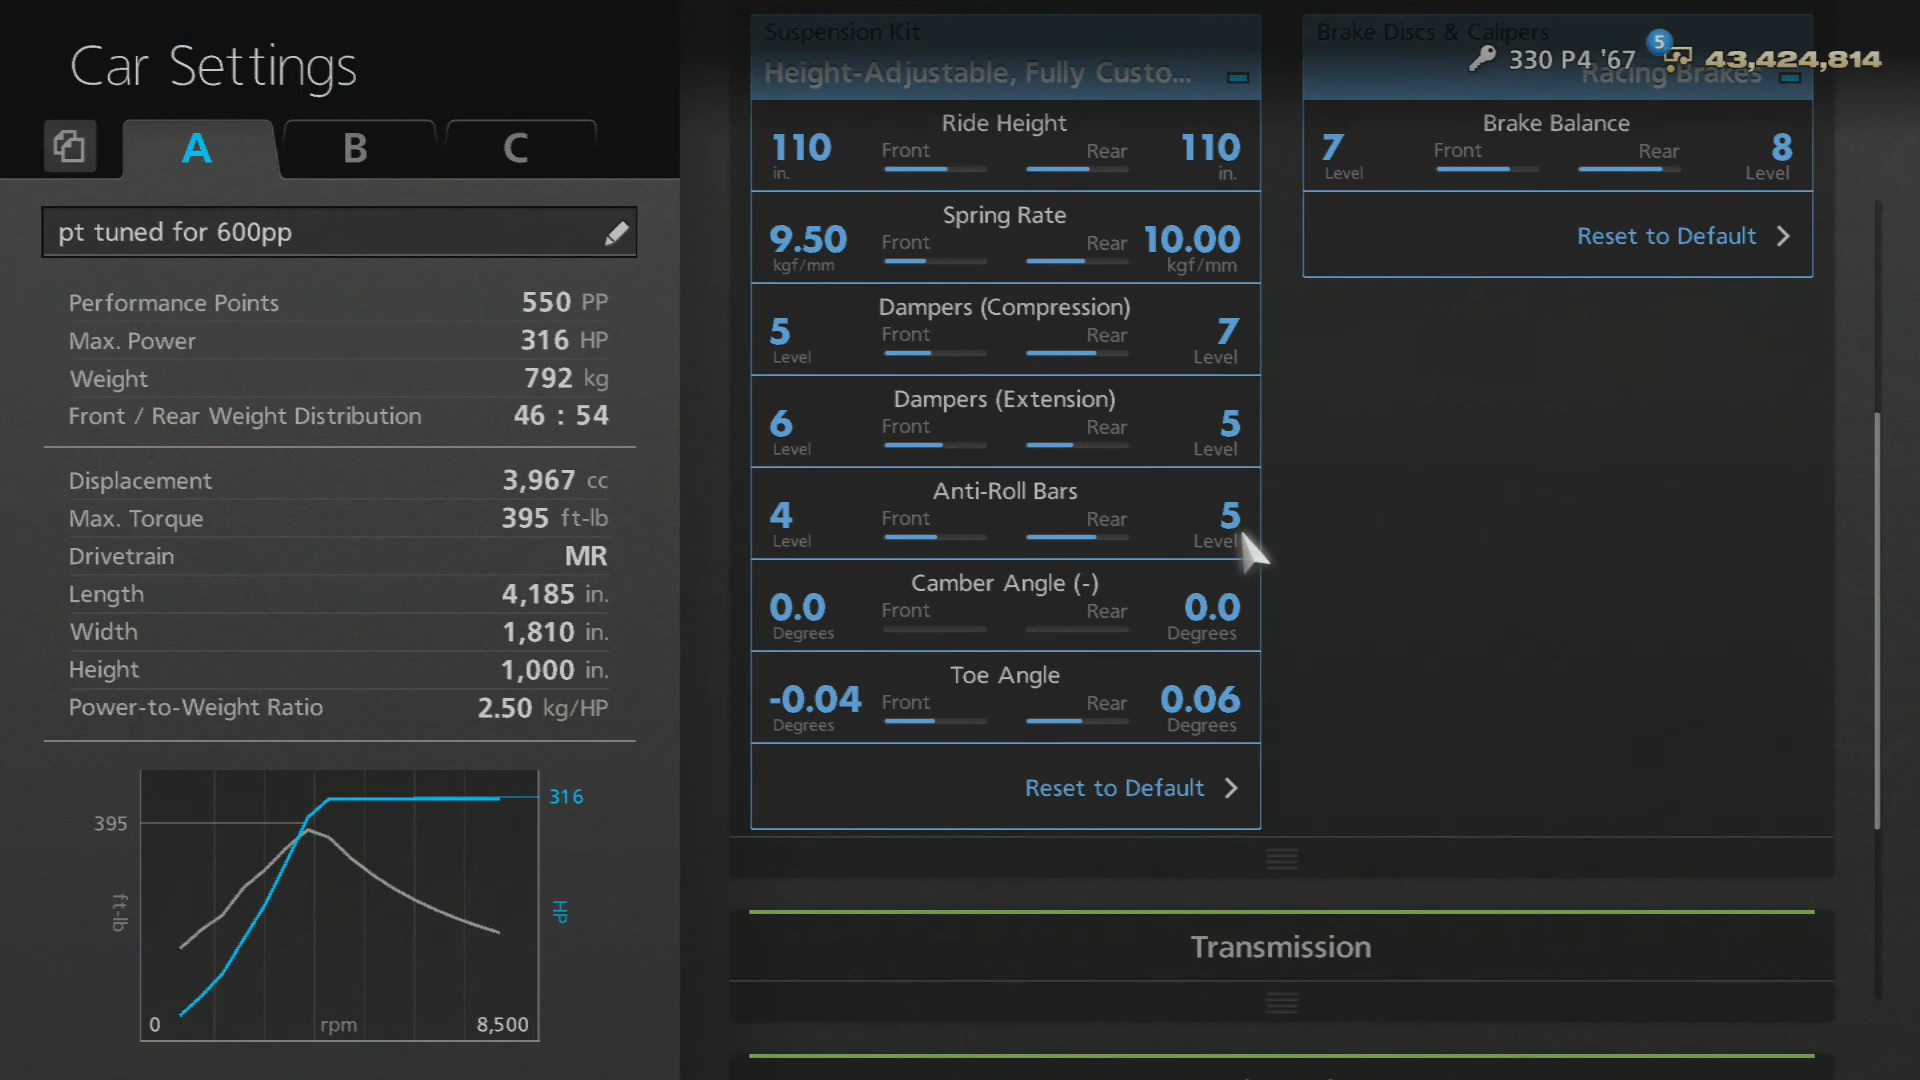 Car Settings
A
B
C
pt tuned for 600pp
Performance Points 550 PP
Max. Power 316 HP
Weight 792 kg
Front / Rear Weight Distribution 46 : 54
Displacement 3,967 cc
Max. Torque 395 ft-lb
Drivetrain MR
Length 4,185 in.
Width 1,810 in.
Height 1,000 in.
Power-to-Weight Ratio 2.50 kg/HP
316
395
ft-lb
HP
0 rpm 8,500
Suspension Kit
Height-Adjustable, Fully Custo...
Ride Height
110 in. Front Rear 110 in.
Spring Rate
9.50 kgf/mm Front Rear 10.00 kgf/mm
Dampers (Compression)
5 Level Front Rear 7 Level
Dampers (Extension)
6 Level Front Rear 5 Level
Anti-Roll Bars
4 Level Front Rear 5 Level
Camber Angle (-)
0.0 Degrees Front Rear 0.0 Degrees
Toe Angle
-0.04 Degrees Front Rear 0.06 Degrees
Reset to Default
Brake Discs & Calipers
330 P4 '67 5 43,424,814
Racing Brakes
Brake Balance
7 Level Front Rear 8 Level
Reset to Default
Transmission